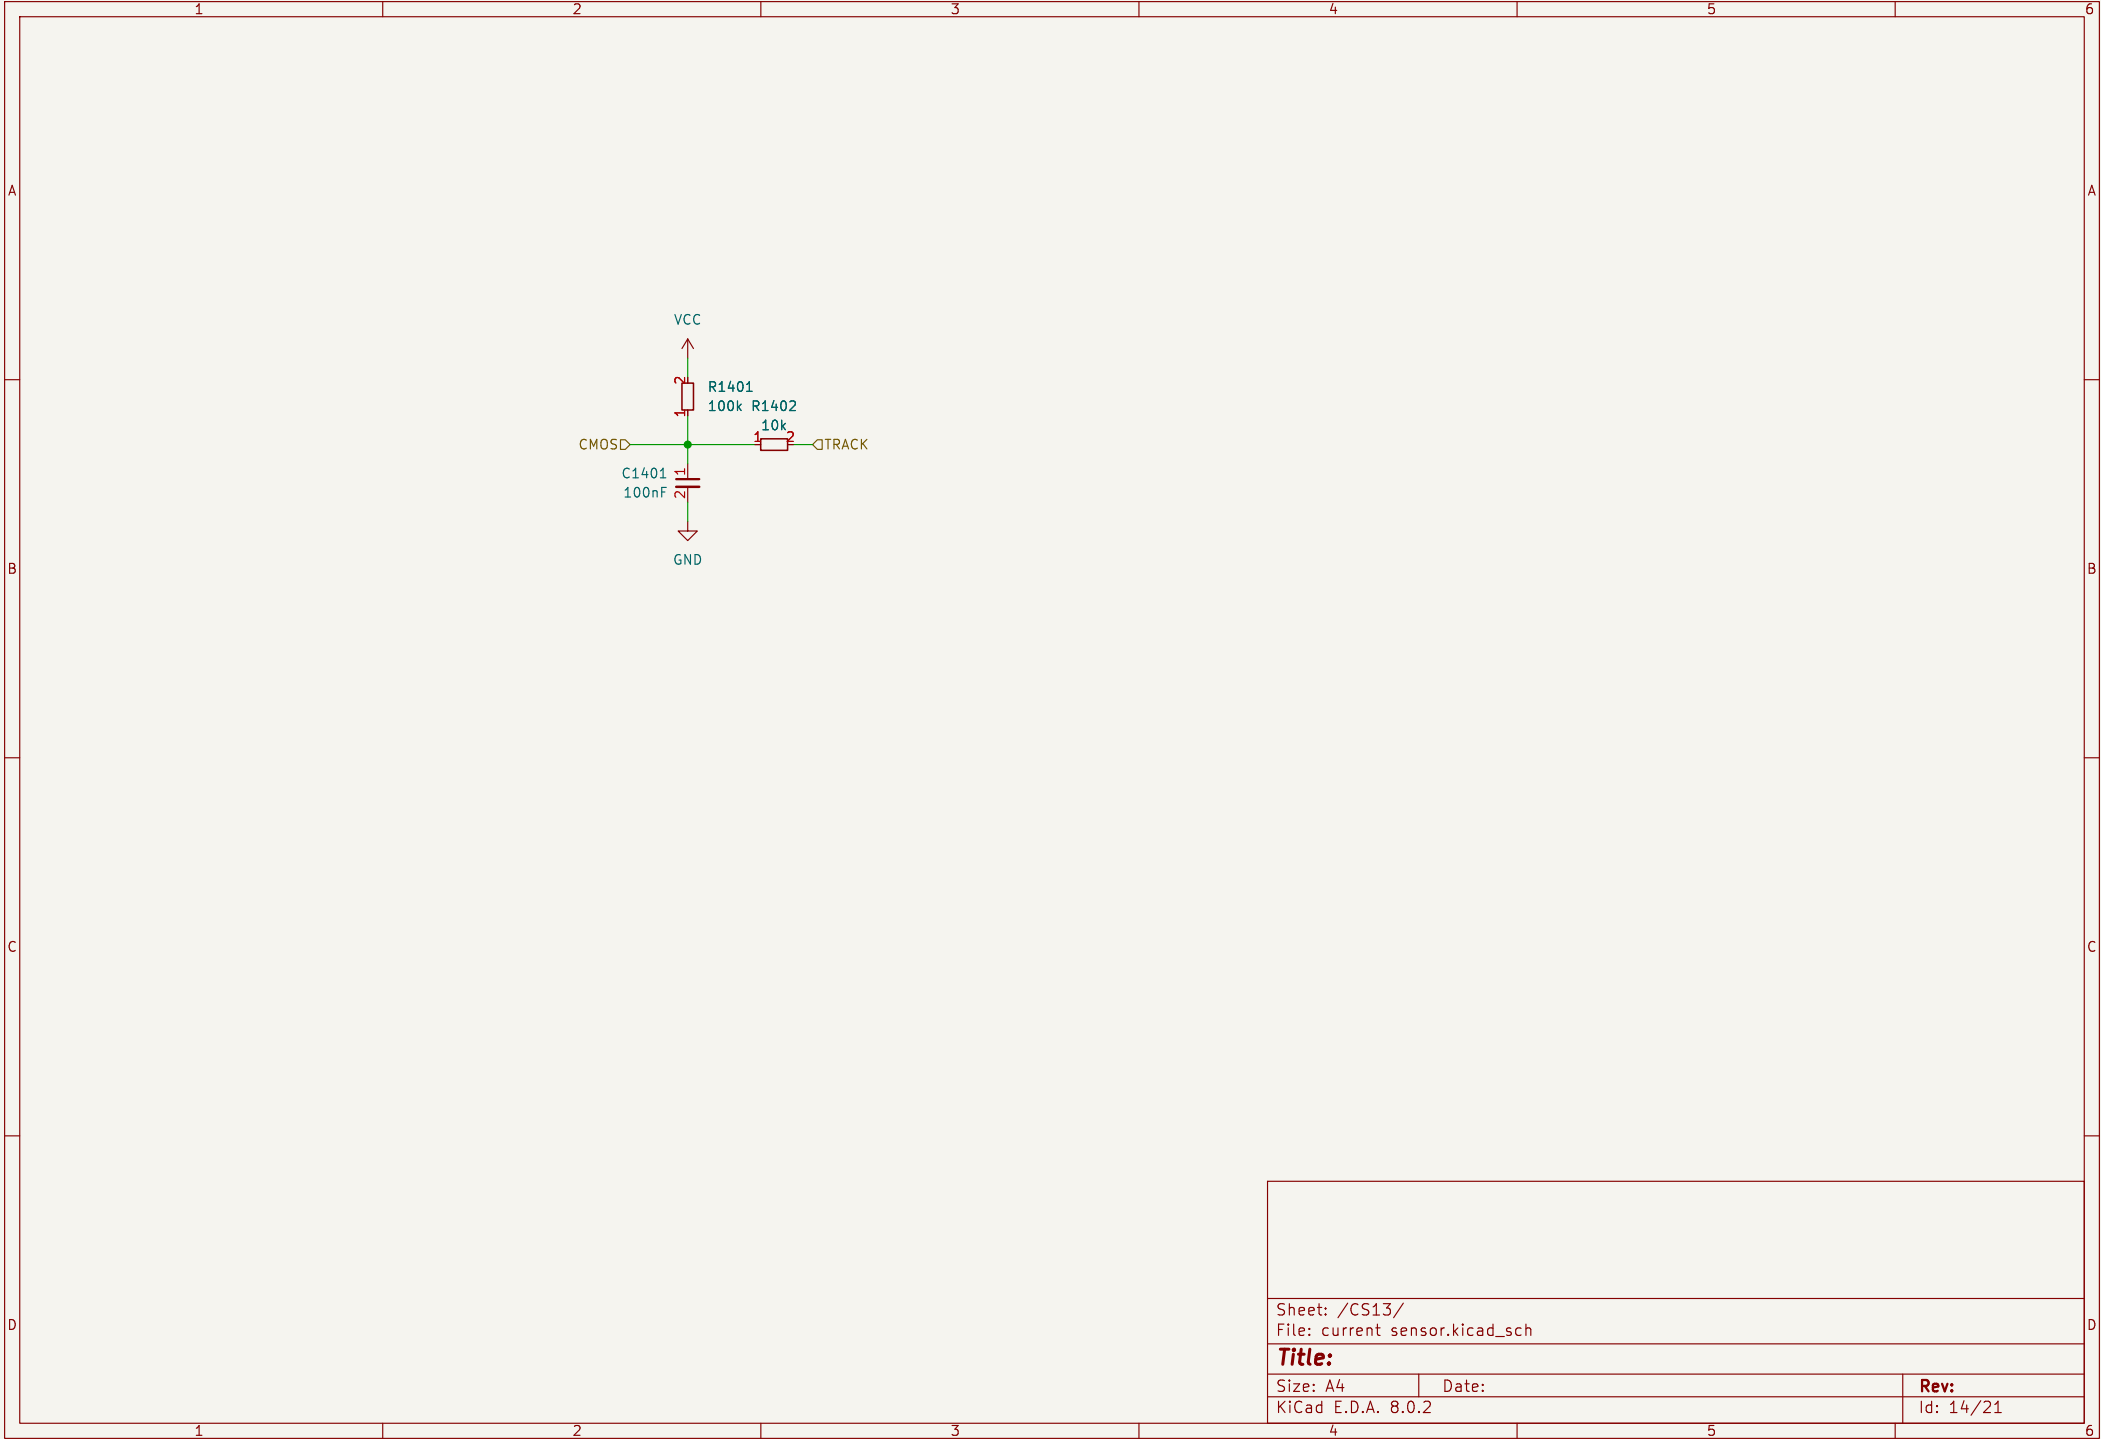 1 2 3 4 5 6
A A
VCC
2
R1401
100k R1402
1
10k
1 2
CMOS TRACK
C1401 1
100nF 2
GND
B B
C C
Sheet: /CS13/
File: current sensor.kicad_sch
D D
Title:
Size: A4 Date: Rev:
KiCad E.D.A. 8.0.2 Id: 14/21
1 2 3 4 5 6